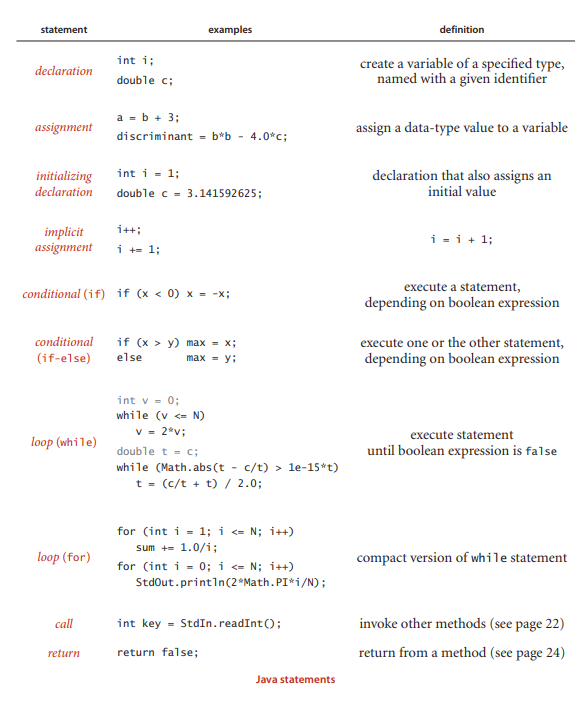 statement examples definition
declaration
int i;
double c;
create a variable of a specified type,
named with a given identifier
assignment
a = b + 3;
discriminant = b*b - 4.0*c;
assign a data-type value to a variable
initializing
declaration
int i = 1;
double c = 3.141592625;
declaration that also assigns an
initial value
implicit
assignment
i++;
i += 1;
i = i + 1;
conditional (if)
if (x < 0) x = -x;
execute a statement,
depending on boolean expression
conditional
(if-else)
if (x > y) max = x;
else       max = y;
execute one or the other statement,
depending on boolean expression
loop (while)
int v = 0;
while (v <= N)
   v = 2*v;
double t = c;
while (Math.abs(t - c/t) > 1e-15*t)
   t = (c/t + t) / 2.0;
execute statement
until boolean expression is false
loop (for)
for (int i = 1; i <= N; i++)
   sum += 1.0/i;
for (int i = 0; i <= N; i++)
   StdOut.println(2*Math.PI*i/N);
compact version of while statement
call
int key = StdIn.readInt();
invoke other methods (see page 22)
return
return false;
return from a method (see page 24)
Java statements